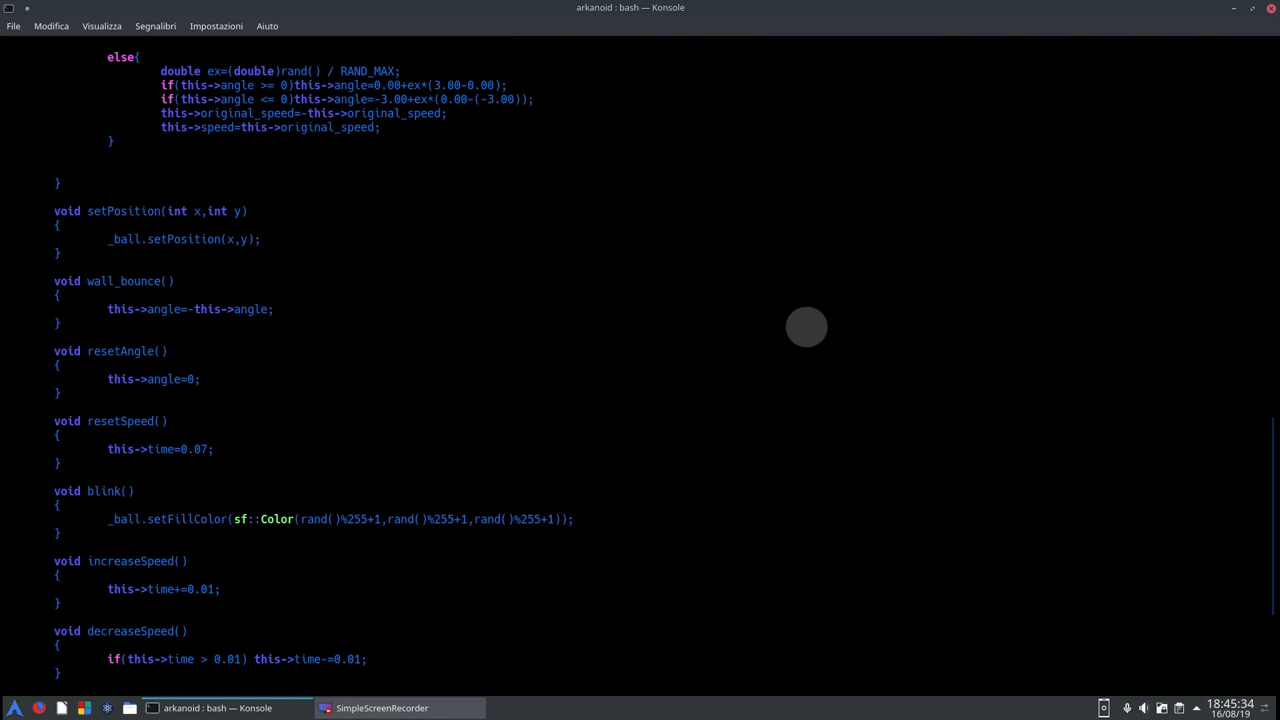 arkanoid : bash — Konsole
File Modifica Visualizza Segnalibri Impostazioni Aiuto
else{
double ex=(double)rand() / RAND_MAX;
if(this->angle >= 0)this->angle=0.00+ex*(3.00-0.00);
if(this->angle <= 0)this->angle=-3.00+ex*(0.00-(-3.00));
this->original_speed=-this->original_speed;
this->speed=this->original_speed;
}
}
void setPosition(int x,int y)
{
_ball.setPosition(x,y);
}
void wall_bounce()
{
this->angle=-this->angle;
}
void resetAngle()
{
this->angle=0;
}
void resetSpeed()
{
this->time=0.07;
}
void blink()
{
_ball.setFillColor(sf::Color(rand()%255+1,rand()%255+1,rand()%255+1));
}
void increaseSpeed()
{
this->time+=0.01;
}
void decreaseSpeed()
{
if(this->time > 0.01) this->time-=0.01;
}
arkanoid : bash — Konsole SimpleScreenRecorder 18:45:34
16/08/19